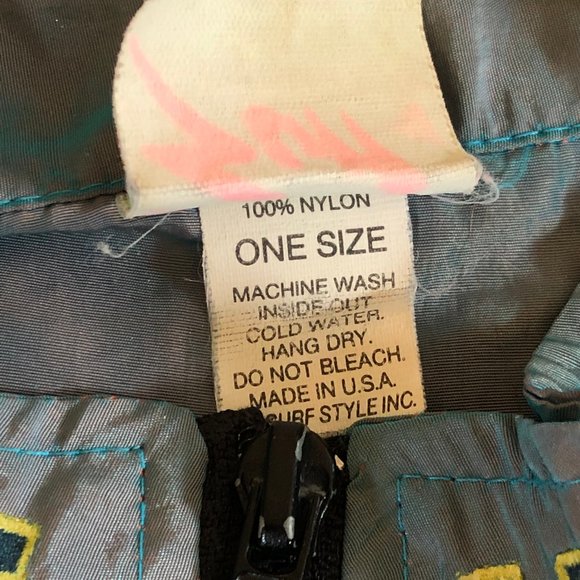 100% NYLON
ONE SIZE
MACHINE WASH
INSIDE OUT
COLD WATER.
HANG DRY.
DO NOT BLEACH.
MADE IN U.S.A.
SURF STYLE INC.